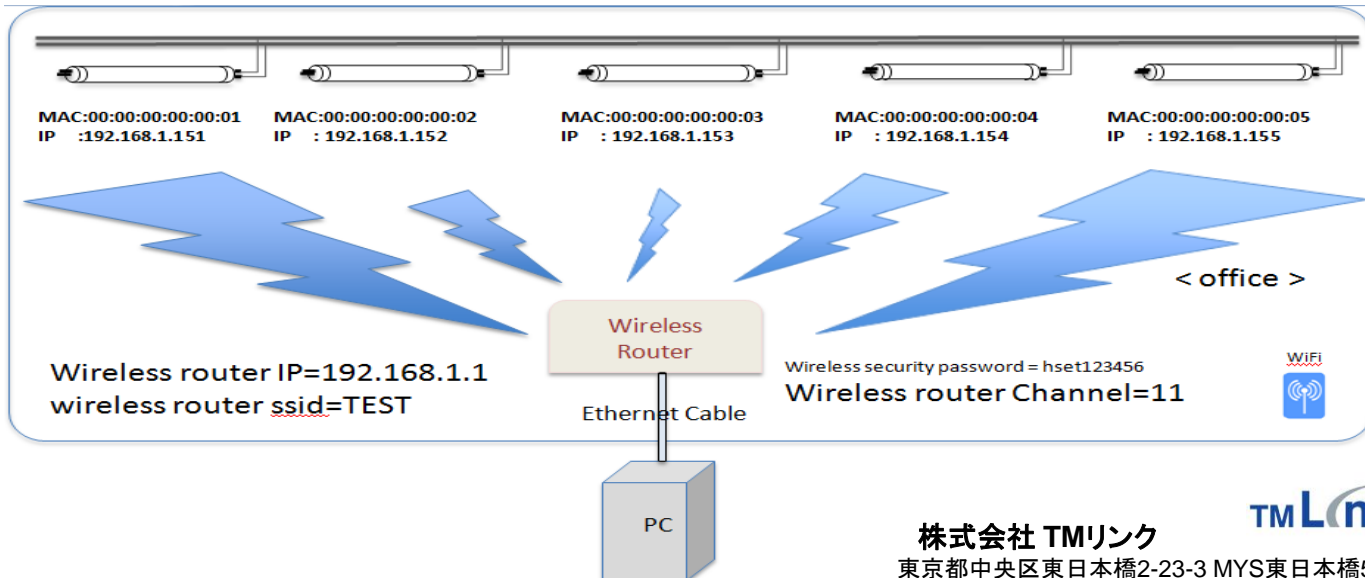 MAC:00:00:00:00:00:01
IP :192.168.1.151
MAC:00:00:00:00:00:02
IP : 192.168.1.152
MAC:00:00:00:00:00:03
IP : 192.168.1.153
MAC:00:00:00:00:00:04
IP : 192.168.1.154
MAC:00:00:00:00:00:05
IP : 192.168.1.155
< office >
Wireless
Router
Wireless router IP=192.168.1.1
wireless router ssid=TEST
Wireless security password = hset123456
Wireless router Channel=11
WiFi
Ethernet Cable
PC
株式会社 TMリンク
東京都中央区東日本橋2-23-3 MYS東日本橋